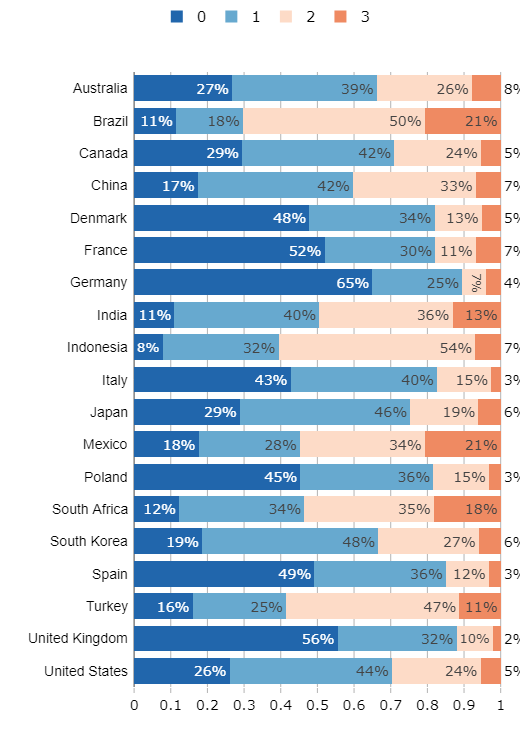 0 1 2 3
Australia 27% 39% 26% 8%
Brazil 11% 18% 50% 21%
Canada 29% 42% 24% 5%
China 17% 42% 33% 7%
Denmark 48% 34% 13% 5%
France 52% 30% 11% 7%
Germany 65% 25% 7% 4%
India 11% 40% 36% 13%
Indonesia 8% 32% 54% 7%
Italy 43% 40% 15% 3%
Japan 29% 46% 19% 6%
Mexico 18% 28% 34% 21%
Poland 45% 36% 15% 3%
South Africa 12% 34% 35% 18%
South Korea 19% 48% 27% 6%
Spain 49% 36% 12% 3%
Turkey 16% 25% 47% 11%
United Kingdom 56% 32% 10% 2%
United States 26% 44% 24% 5%
0 0.1 0.2 0.3 0.4 0.5 0.6 0.7 0.8 0.9 1